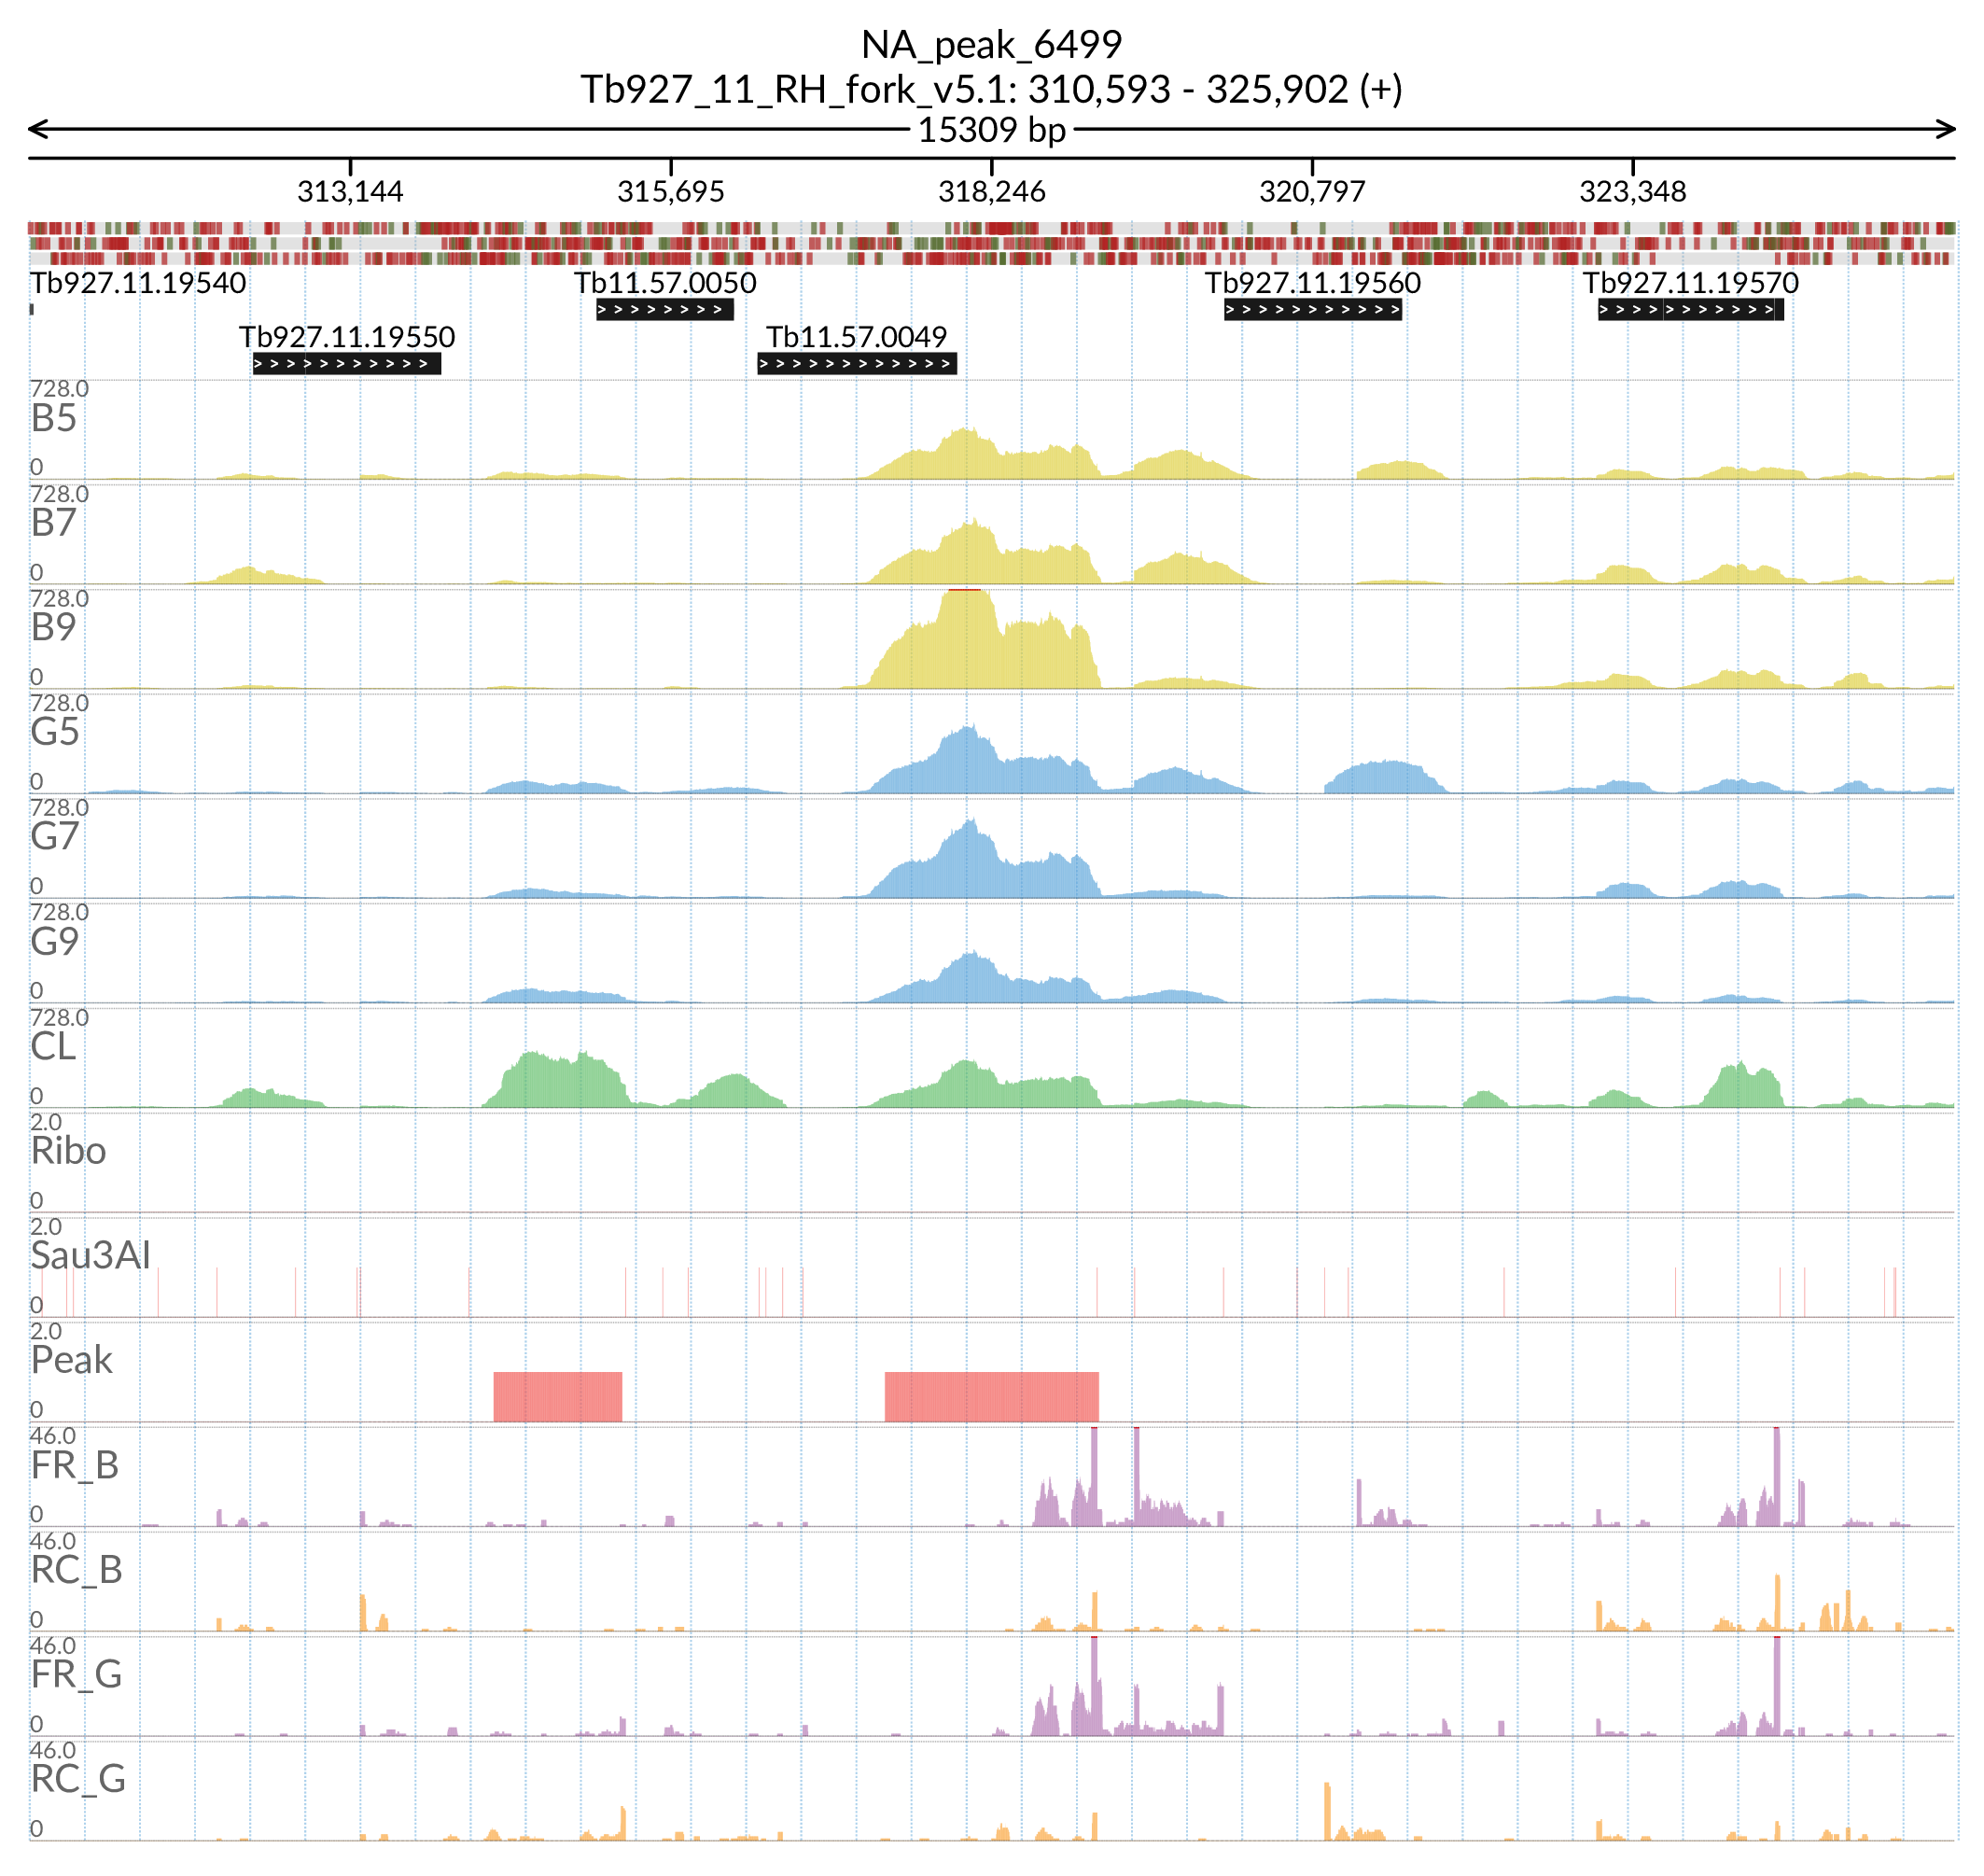 NA_peak_6499
Tb927_11_RH_fork_v5.1: 310,593 - 325,902 (+)
15309 bp
313,144 315,695 318,246 320,797 323,348
Tb927.11.19540 Tb11.57.0050 Tb927.11.19560 Tb927.11.19570
Tb927.11.19550 Tb11.57.0049
728.0
B5
0
728.0
B7
0
728.0
B9
0
728.0
G5
0
728.0
G7
0
728.0
G9
0
728.0
CL
0
2.0
Ribo
0
2.0
Sau3AI
0
2.0
Peak
0
46.0
FR_B
0
46.0
RC_B
0
46.0
FR_G
0
46.0
RC_G
0